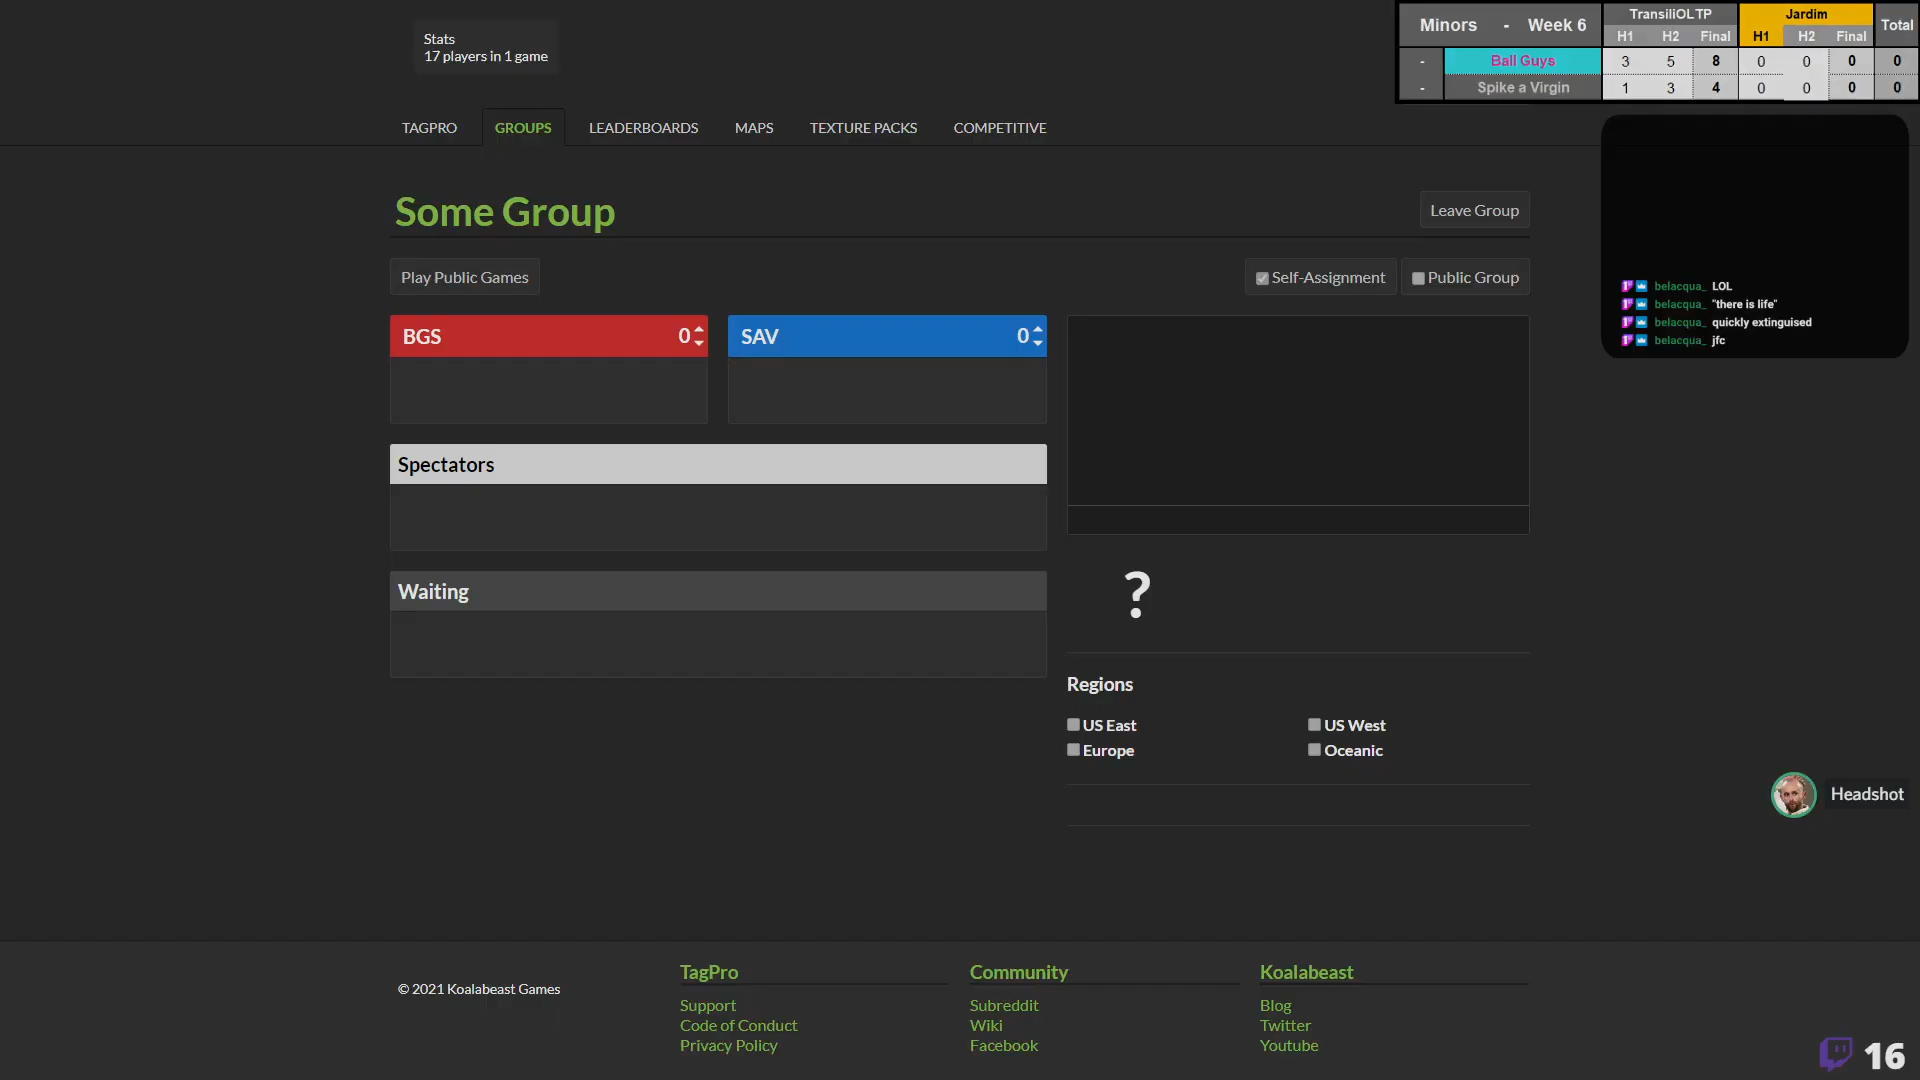 Stats
17 players in 1 game
Minors - Week 6 TransiliOLTP Jardim Total
H1 H2 Final H1 H2 Final
- Ball Guys 3 5 8 0 0 0 0
- Spike a Virgin 1 3 4 0 0 0 0
TAGPRO GROUPS LEADERBOARDS MAPS TEXTURE PACKS COMPETITIVE
Some Group
Leave Group
Play Public Games
Self-Assignment
Public Group
BGS 0
SAV 0
Spectators
Waiting
?
Regions
US East
US West
Europe
Oceanic
belacqua_ LOL
belacqua_ "there is life"
belacqua_ quickly extinguised
belacqua_ jfc
Headshot
© 2021 Koalabeast Games
TagPro
Support
Code of Conduct
Privacy Policy
Community
Subreddit
Wiki
Facebook
Koalabeast
Blog
Twitter
Youtube
16